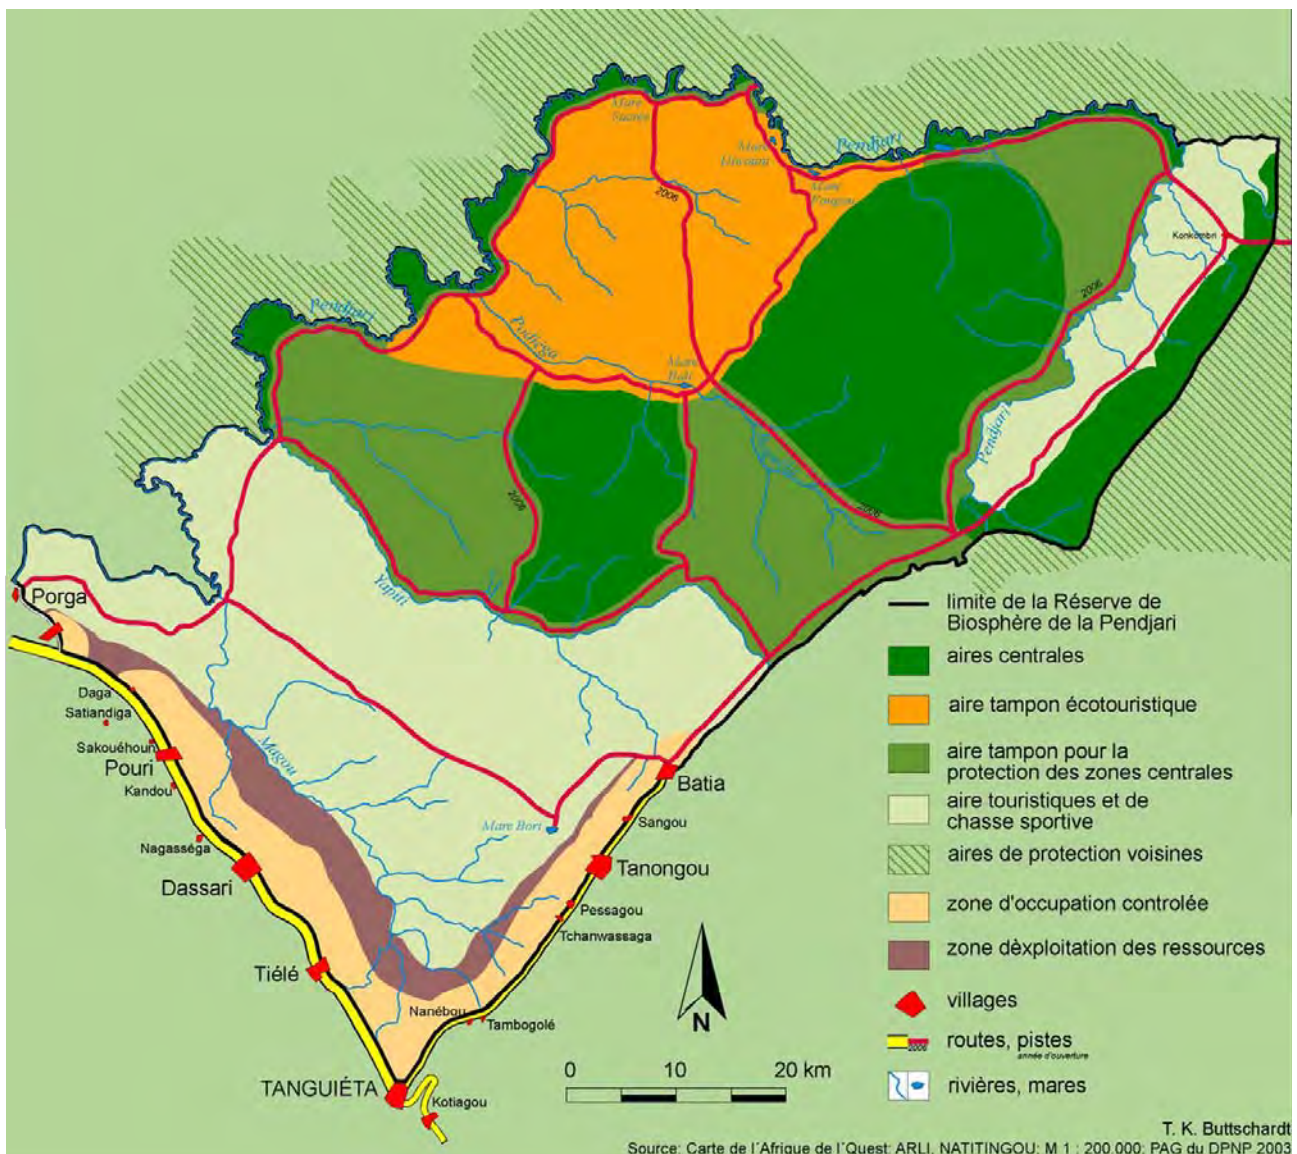 Mare
Sacrée
Mare
Pendjari
Mare
2006
Konkombri
2006
Pendjari
Podiéga
Mare
Bali
Pendjari
2006
2006
Yapiti
Porga
limite de la Réserve de
Biosphère de la Pendjari
aires centrales
Daga
Satiandiga
aire tampon écotouristique
Sakouéhoun
Magou
Pouri
aire tampon pour la
protection des zones centrales
Kandou
Batia
aire touristiques et de
chasse sportive
Mare Bori
Sangou
Nagasséga
aires de protection voisines
Dassari
Tanongou
zone d'occupation controlée
Pessagou
Tchanwassaga
zone dèxploitation des ressources
Tiélé
villages
Nanébou
Tambogolé
N
routes, pistes
2006
année d'ouverture
0 10 20 km
rivières, mares
TANGUIÉTA
Kotiagou
T. K. Buttschardt
Source: Carte de l´Afrique de l´Quest; ARLI, NATITINGOU; M 1 : 200.000; PAG du DPNP 2003